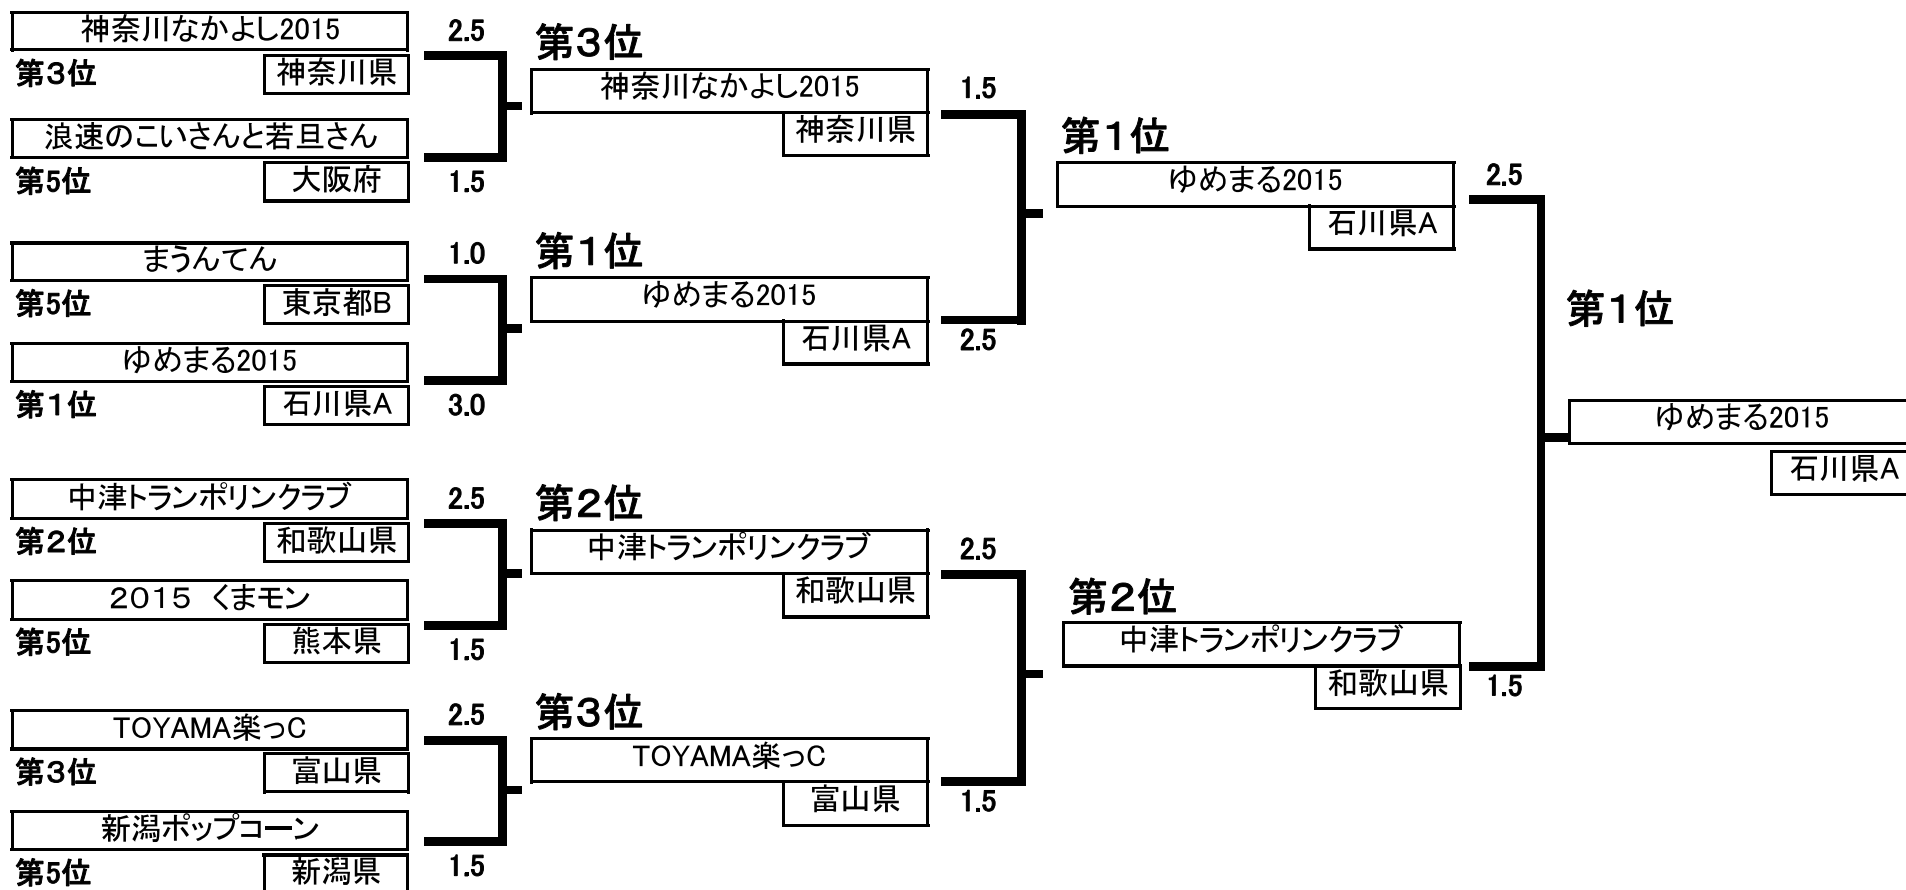 神奈川なかよし2015
2.5
第3位
神奈川県
浪速のこいさんと若旦さん
第5位
大阪府
1.5
まうんてん
1.0
第5位
東京都B
ゆめまる2015
第1位
石川県A
3.0
中津トランポリンクラブ
2.5
第2位
和歌山県
2015 くまモン
第5位
熊本県
1.5
TOYAMA楽っC
2.5
第3位
富山県
新潟ポップコーン
第5位
新潟県
1.5
第3位
神奈川なかよし2015
神奈川県
1.5
第1位
ゆめまる2015
石川県A
2.5
第2位
中津トランポリンクラブ
和歌山県
2.5
第3位
TOYAMA楽っC
富山県
1.5
第1位
ゆめまる2015
石川県A
2.5
第2位
中津トランポリンクラブ
和歌山県
1.5
第1位
ゆめまる2015
石川県A